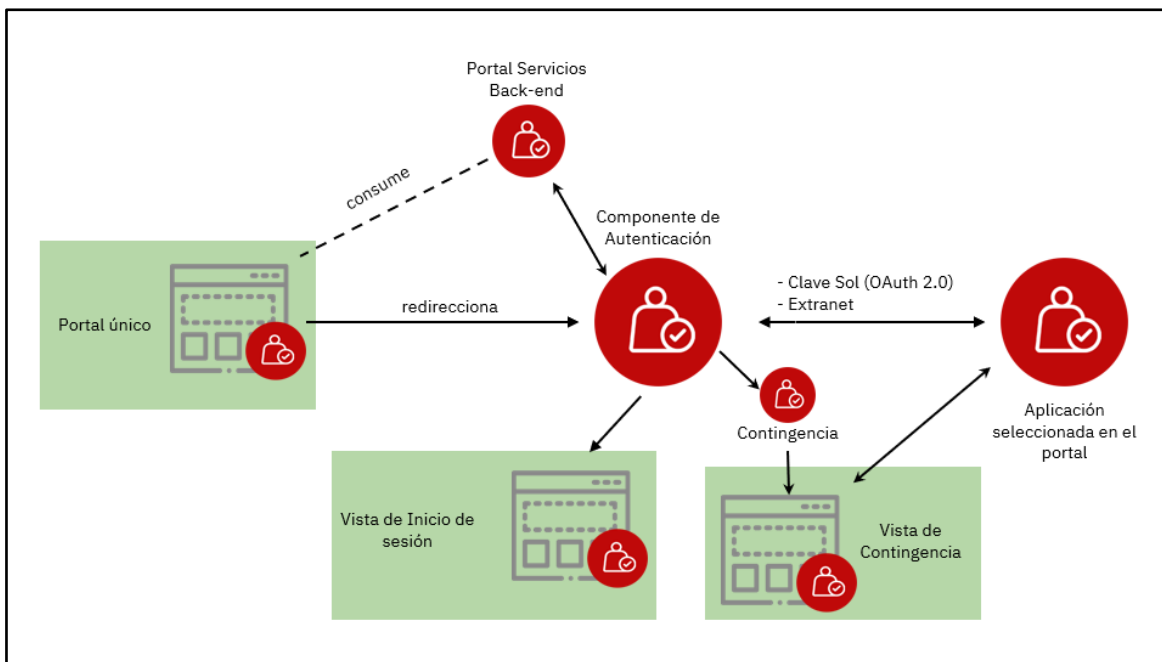 Portal Servicios
Back-end
consume
Componente de
Autenticación
- Clave Sol (OAuth 2.0)
- Extranet
Portal único
redirecciona
Aplicación
seleccionada en el
portal
Contingencia
Vista de Inicio de
sesión
Vista de
Contingencia